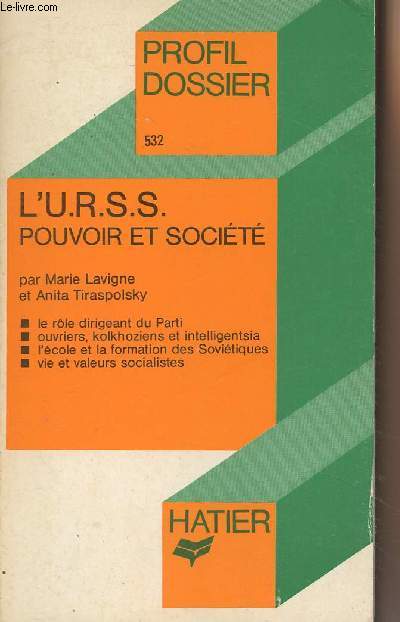 Le-livre.com
PROFIL
DOSSIER
532
L'U.R.S.S.
POUVOIR ET SOCIÉTÉ
par Marie Lavigne
et Anita Tiraspolsky
■ le rôle dirigeant du Parti
■ ouvriers, kolkhoziens et intelligentsia
■ l'école et la formation des Soviétiques
■ vie et valeurs socialistes
HATIER